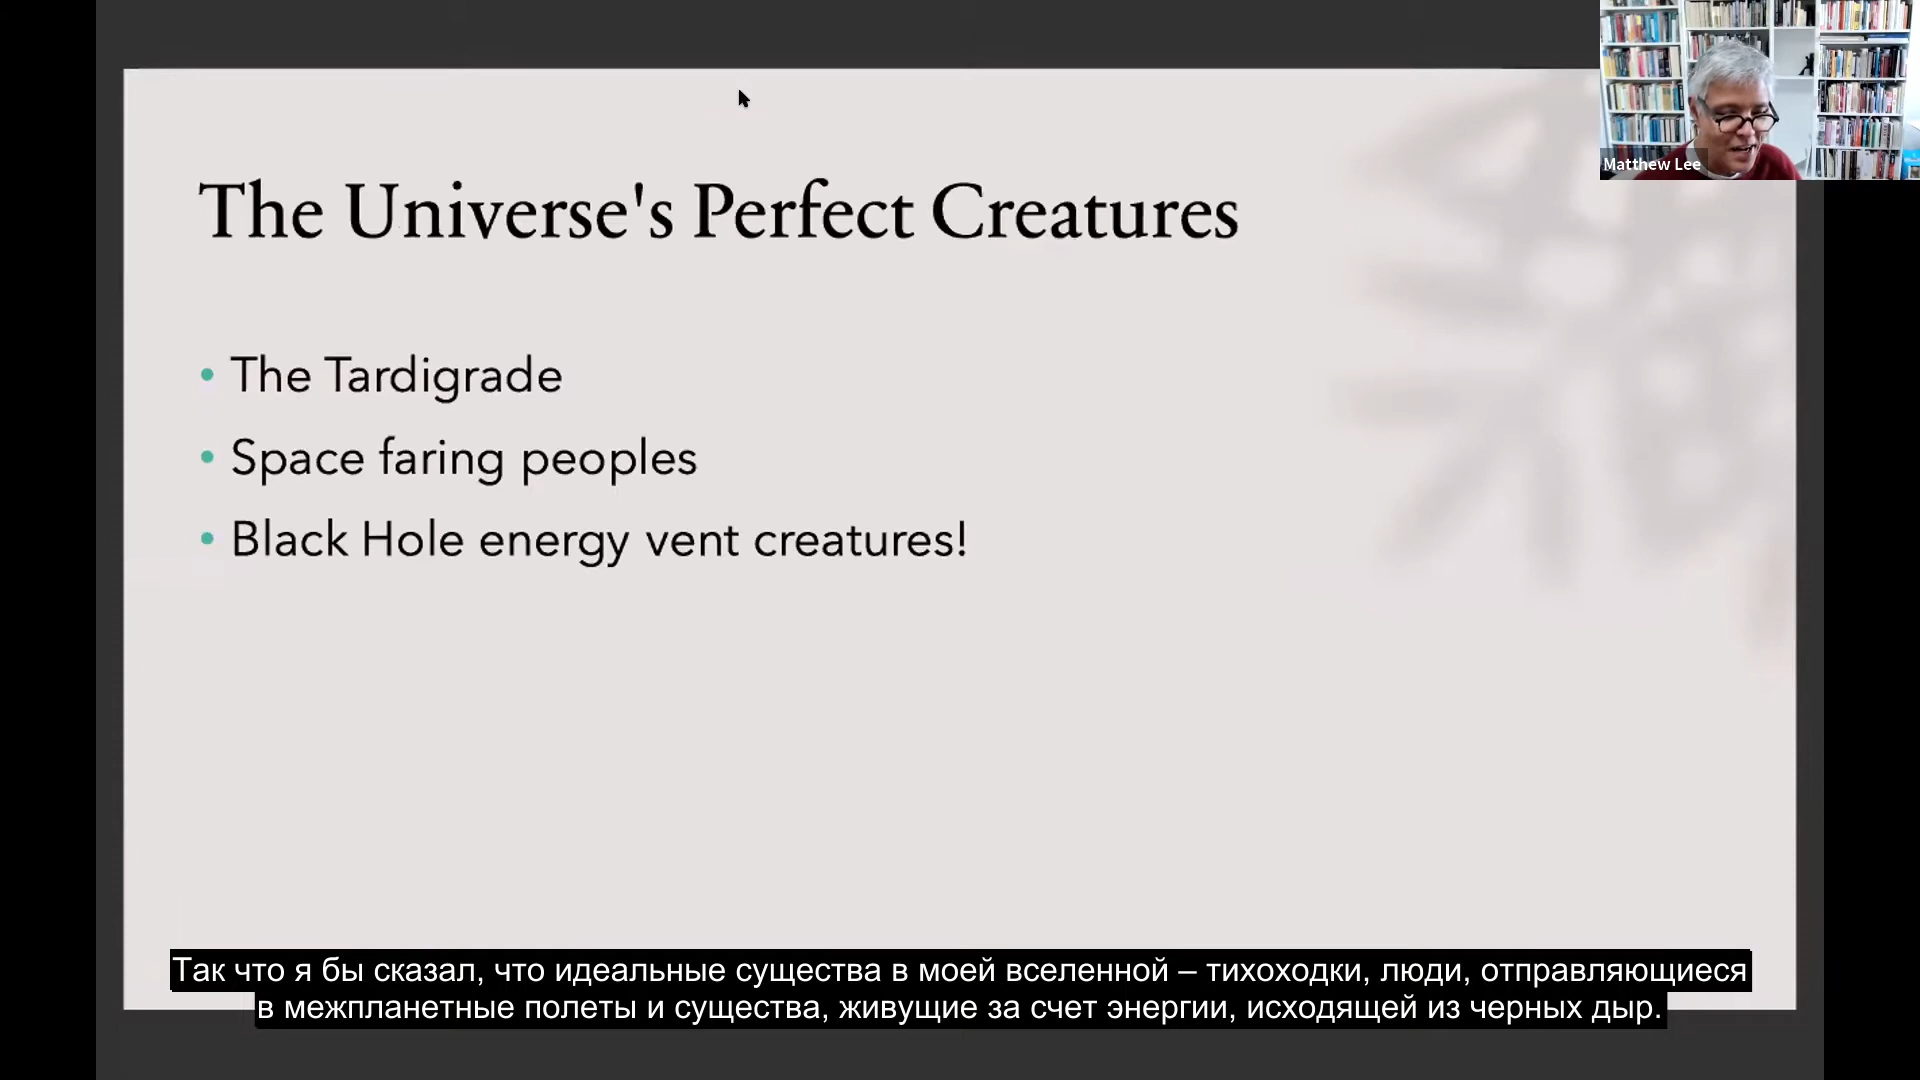 Matthew Lee
The Universe's Perfect Creatures
• The Tardigrade
• Space faring peoples
• Black Hole energy vent creatures!
Так что я бы сказал, что идеальные существа в моей вселенной – тихоходки, люди, отправляющиеся
в межпланетные полеты и существа, живущие за счет энергии, исходящей из черных дыр.